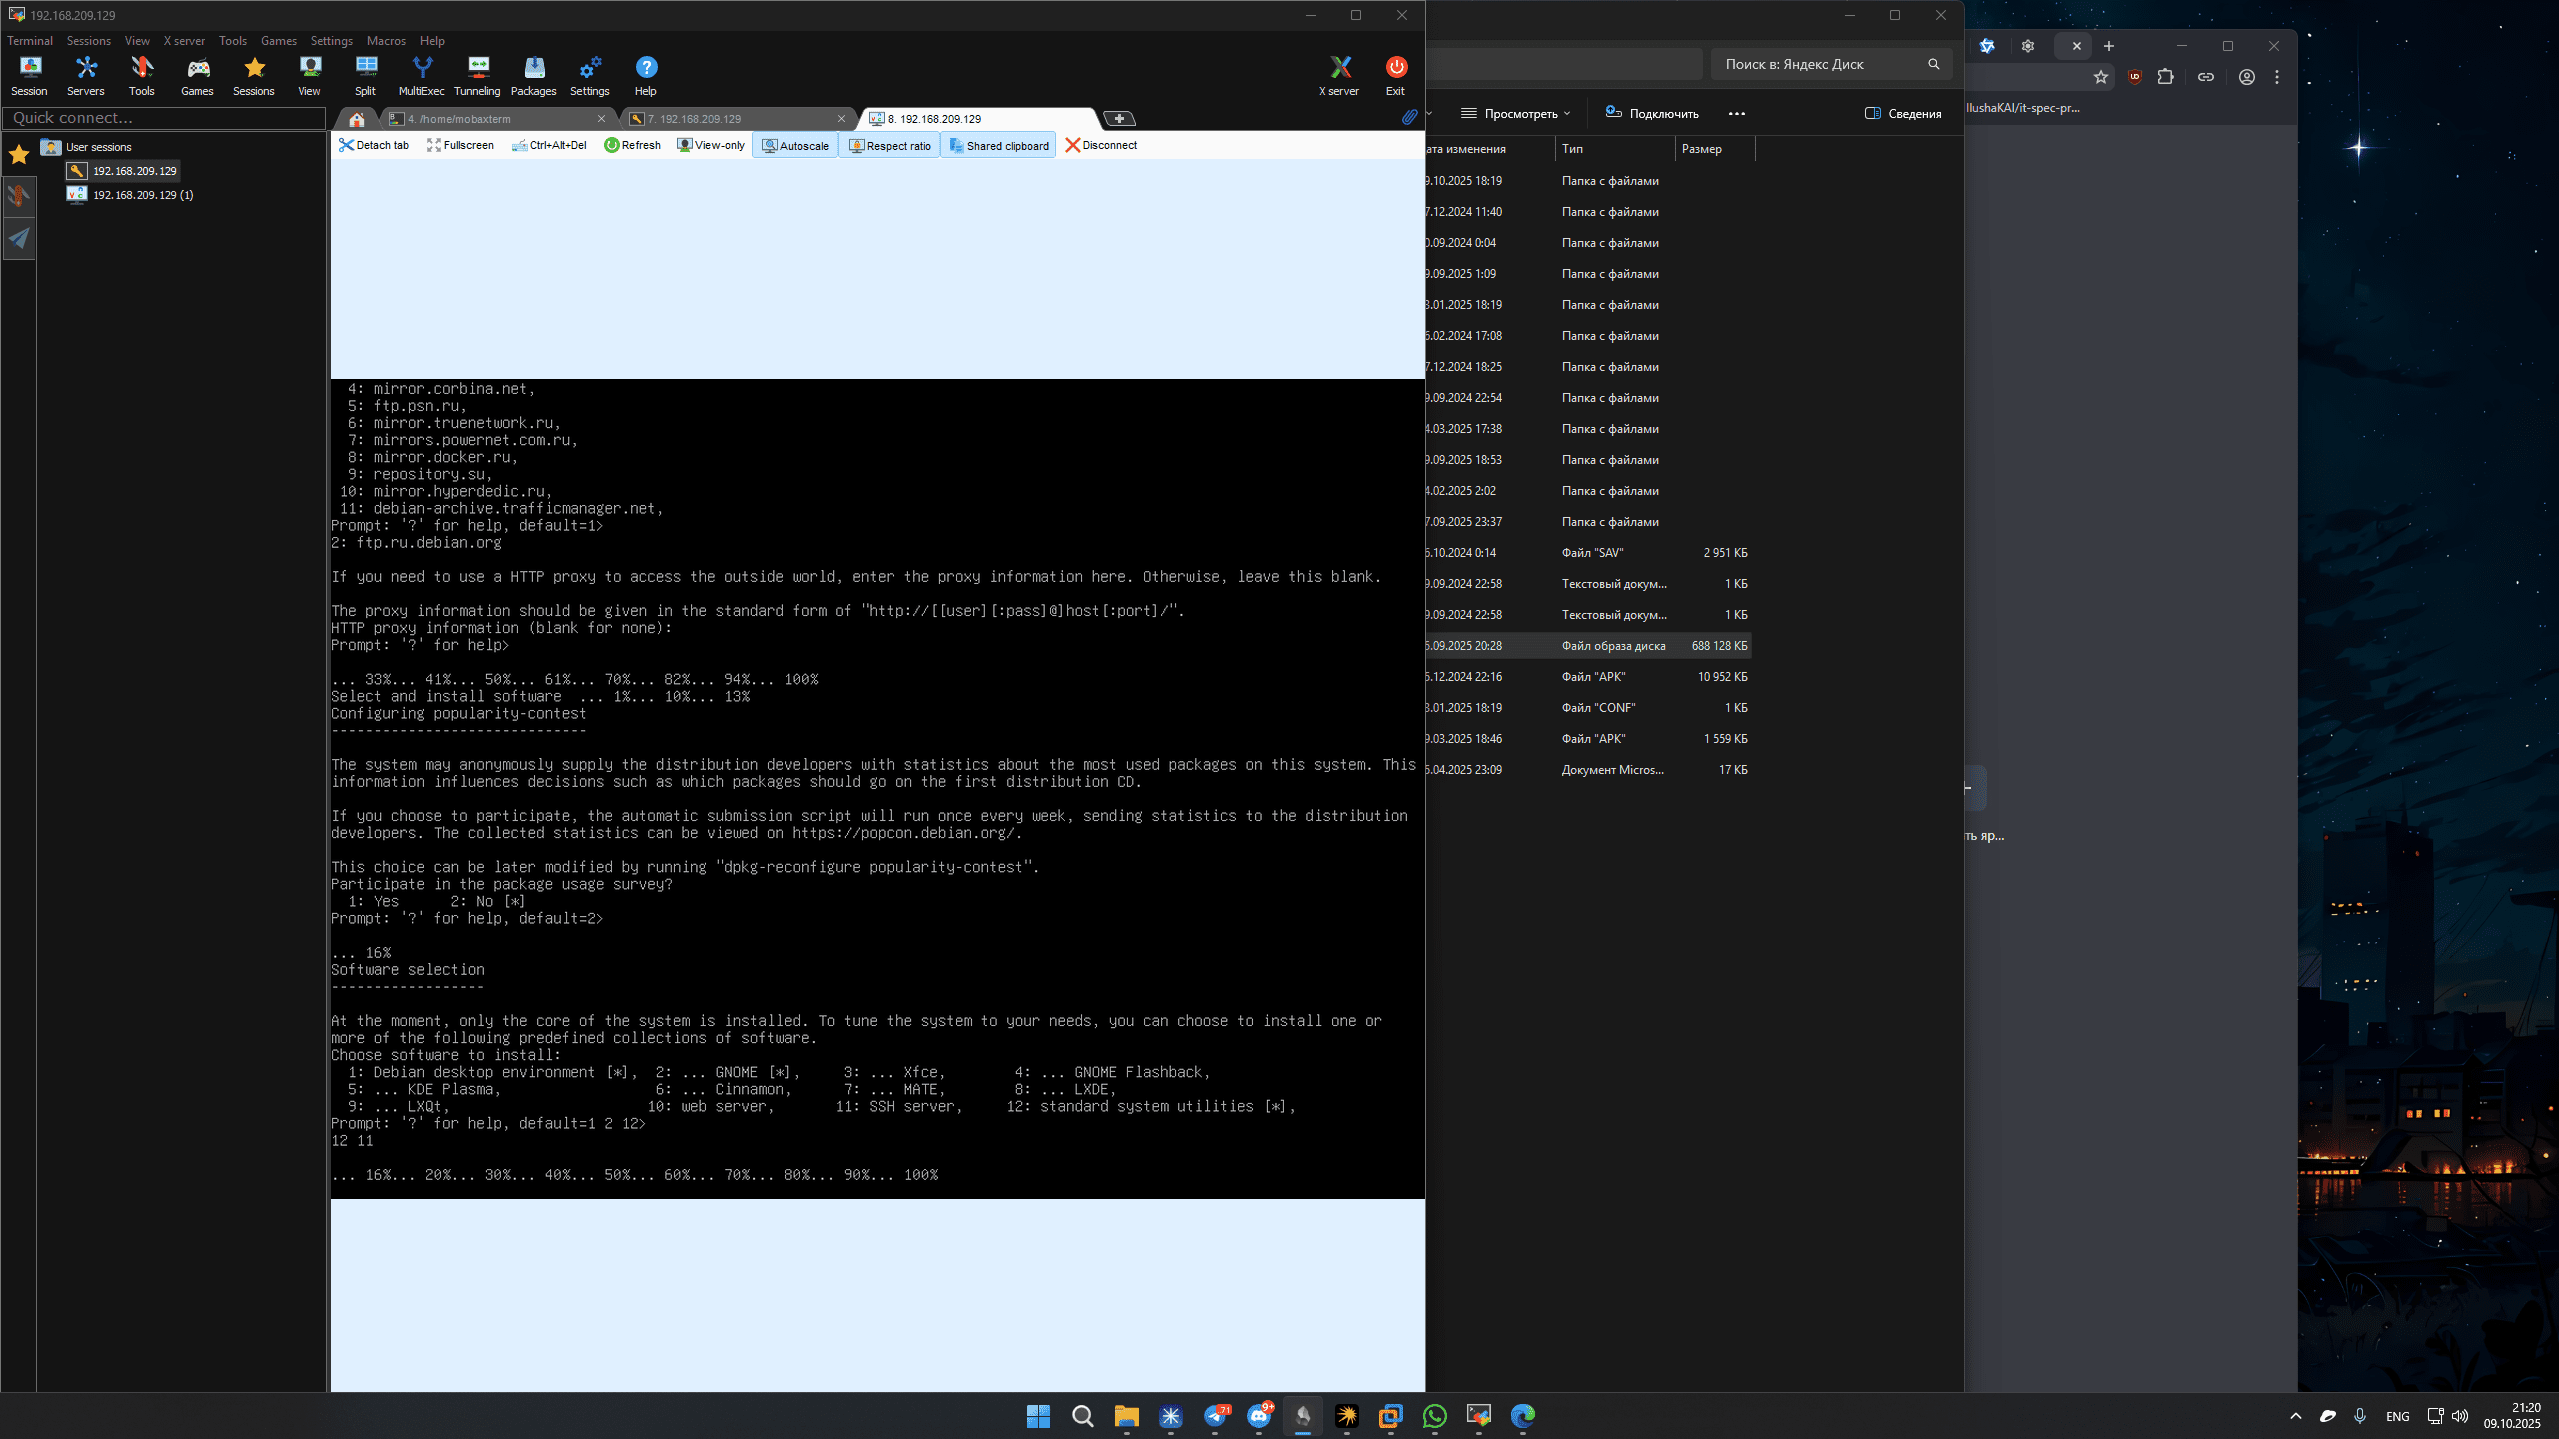 192.168.209.129
Terminal Sessions View X server Tools Games Settings Macros Help
Session Servers Tools Games Sessions View Split MultiExec Tunneling Packages Settings Help X server Exit
Quick connect...
4. /home/mobaxterm
7. 192.168.209.129
8. 192.168.209.129
Detach tab Fullscreen Ctrl+Alt+Del Refresh View-only Autoscale Respect ratio Shared clipboard Disconnect
User sessions
192.168.209.129
192.168.209.129 (1)
4: mirror.corbina.net,
5: ftp.psn.ru,
6: mirror.truenetwork.ru,
7: mirrors.powernet.com.ru,
8: mirror.docker.ru,
9: repository.su,
10: mirror.hyperdedic.ru,
11: debian-archive.trafficmanager.net,
Prompt: '?' for help, default=1>
2: ftp.ru.debian.org
If you need to use a HTTP proxy to access the outside world, enter the proxy information here. Otherwise, leave this blank.
The proxy information should be given in the standard form of "http://[[user][:pass]@]host[:port]/".
HTTP proxy information (blank for none):
Prompt: '?' for help>
... 33%... 41%... 50%... 61%... 70%... 82%... 94%... 100%
Select and install software ... 1%... 10%... 13%
Configuring popularity-contest
------------------------------
The system may anonymously supply the distribution developers with statistics about the most used packages on this system. This
information influences decisions such as which packages should go on the first distribution CD.
If you choose to participate, the automatic submission script will run once every week, sending statistics to the distribution
developers. The collected statistics can be viewed on https://popcon.debian.org/.
This choice can be later modified by running "dpkg-reconfigure popularity-contest".
Participate in the package usage survey?
1: Yes 2: No [*]
Prompt: '?' for help, default=2>
... 16%
Software selection
------------------
At the moment, only the core of the system is installed. To tune the system to your needs, you can choose to install one or
more of the following predefined collections of software.
Choose software to install:
1: Debian desktop environment [*], 2: ... GNOME [*], 3: ... Xfce, 4: ... GNOME Flashback,
5: ... KDE Plasma, 6: ... Cinnamon, 7: ... MATE, 8: ... LXDE,
9: ... LXQt, 10: web server, 11: SSH server, 12: standard system utilities [*],
Prompt: '?' for help, default=1 2 12>
12 11
... 16%... 20%... 30%... 40%... 50%... 60%... 70%... 80%... 90%... 100%
Поиск в: Яндекс Диск
Просмотреть Подключить Сведения
ата изменения Тип Размер
9.10.2025 18:19 Папка с файлами
7.12.2024 11:40 Папка с файлами
0.09.2024 0:04 Папка с файлами
9.09.2025 1:09 Папка с файлами
3.01.2025 18:19 Папка с файлами
6.02.2024 17:08 Папка с файлами
7.12.2024 18:25 Папка с файлами
9.09.2024 22:54 Папка с файлами
4.03.2025 17:38 Папка с файлами
9.09.2025 18:53 Папка с файлами
4.02.2025 2:02 Папка с файлами
7.09.2025 23:37 Папка с файлами
6.10.2024 0:14 Файл "SAV" 2 951 КБ
9.09.2024 22:58 Текстовый докум... 1 КБ
9.09.2024 22:58 Текстовый докум... 1 КБ
5.09.2025 20:28 Файл образа диска 688 128 КБ
5.12.2024 22:16 Файл "APK" 10 952 КБ
3.01.2025 18:19 Файл "CONF" 1 КБ
9.03.2025 18:46 Файл "APK" 1 559 КБ
5.04.2025 23:09 Документ Micros... 17 КБ
IlushaKAI/it-spec-pr...
ть яр...
71
9+
ENG
21:20
09.10.2025